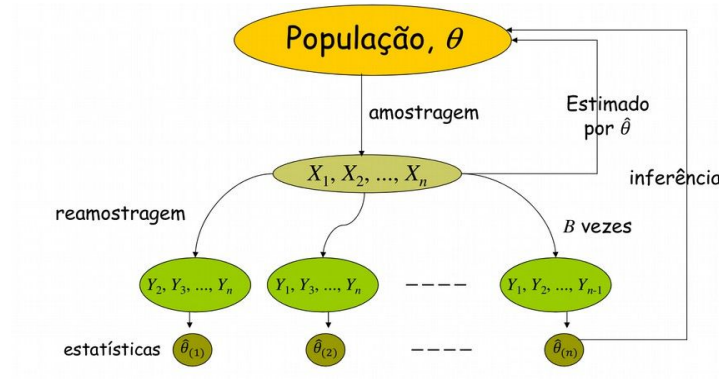 População, θ
amostragem
Estimado
por θ̂
X₁, X₂, ..., Xₙ
inferência
reamostragem
B vezes
Y₂, Y₃, ..., Yₙ
Y₁, Y₃, ..., Yₙ
Y₁, Y₂, ..., Yₙ₋₁
estatísticas
θ̂₍₁₎
θ̂₍₂₎
θ̂₍ₙ₎